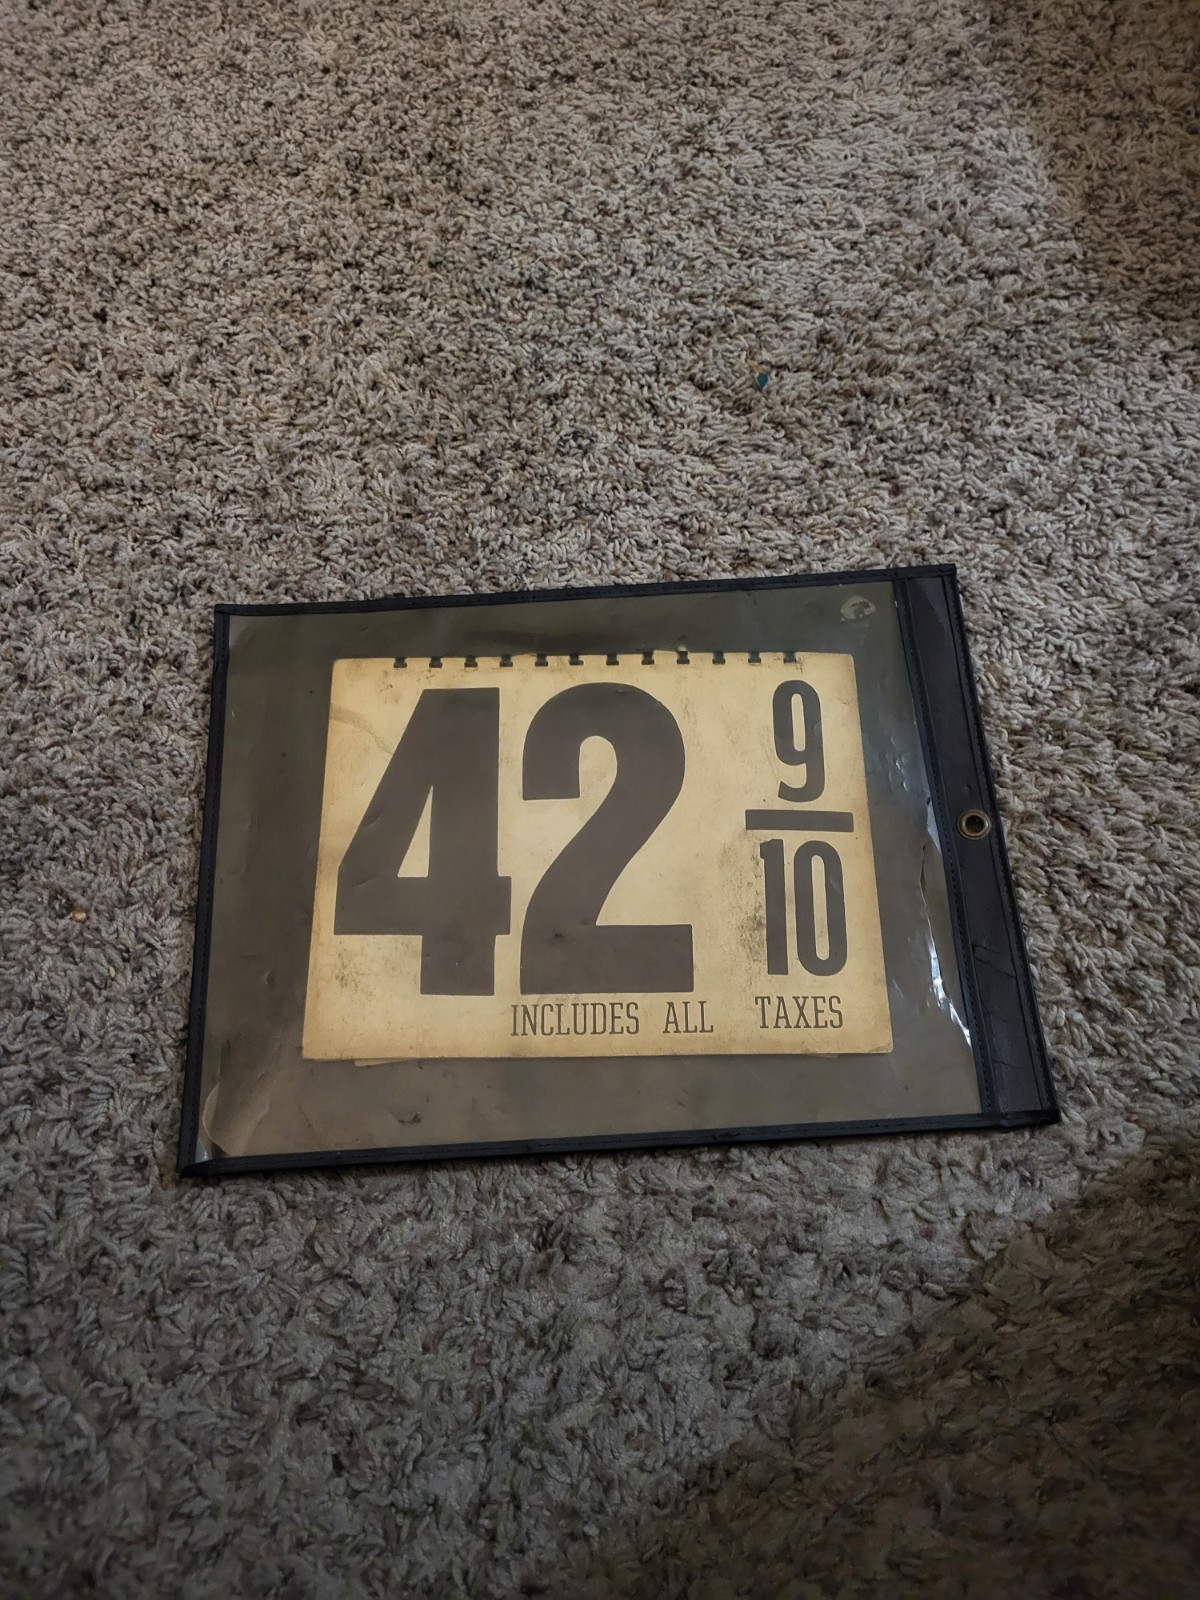 42 9/10
INCLUDES ALL TAXES